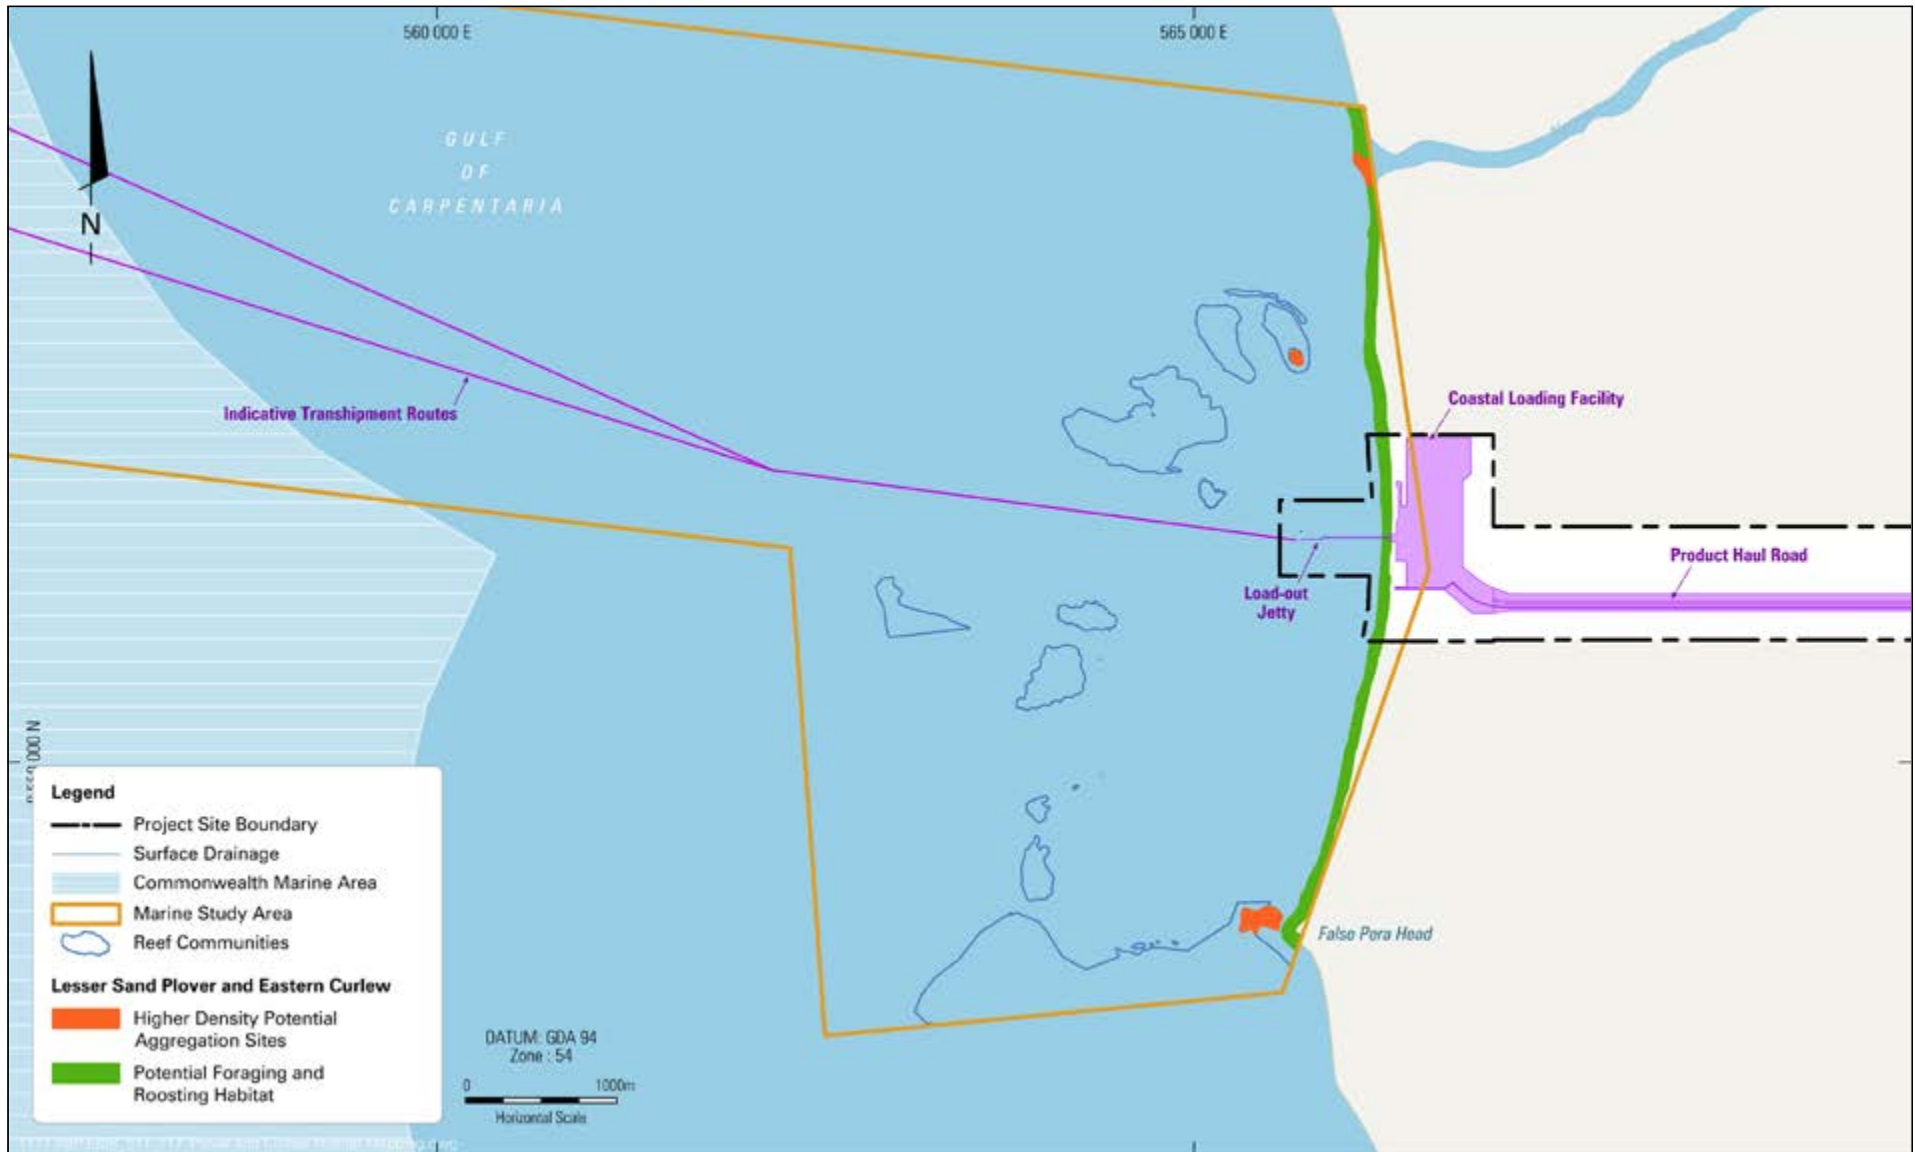 560 000 E
565 000 E
GULF
OF
CARPENTARIA
N
Indicative Transhipment Routes
Coastal Loading Facility
Product Haul Road
Load-out
Jetty
False Pera Head
Legend
Project Site Boundary
Surface Drainage
Commonwealth Marine Area
Marine Study Area
Reef Communities
Lesser Sand Plover and Eastern Curlew
Higher Density Potential
Aggregation Sites
Potential Foraging and
Roosting Habitat
DATUM: GDA 94
Zone : 54
0 1000m
Horizontal Scale